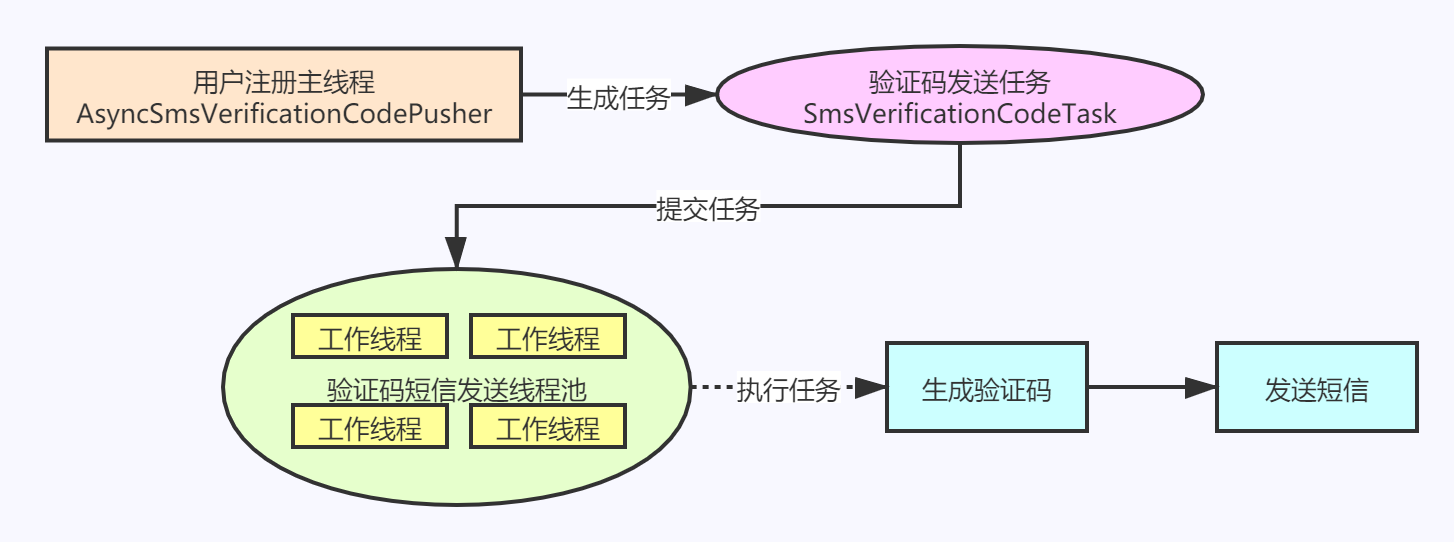 用户注册主线程
AsyncSmsVerificationCodePusher
生成任务
验证码发送任务
SmsVerificationCodeTask
提交任务
工作线程
工作线程
验证码短信发送线程池
工作线程
工作线程
执行任务
生成验证码
发送短信